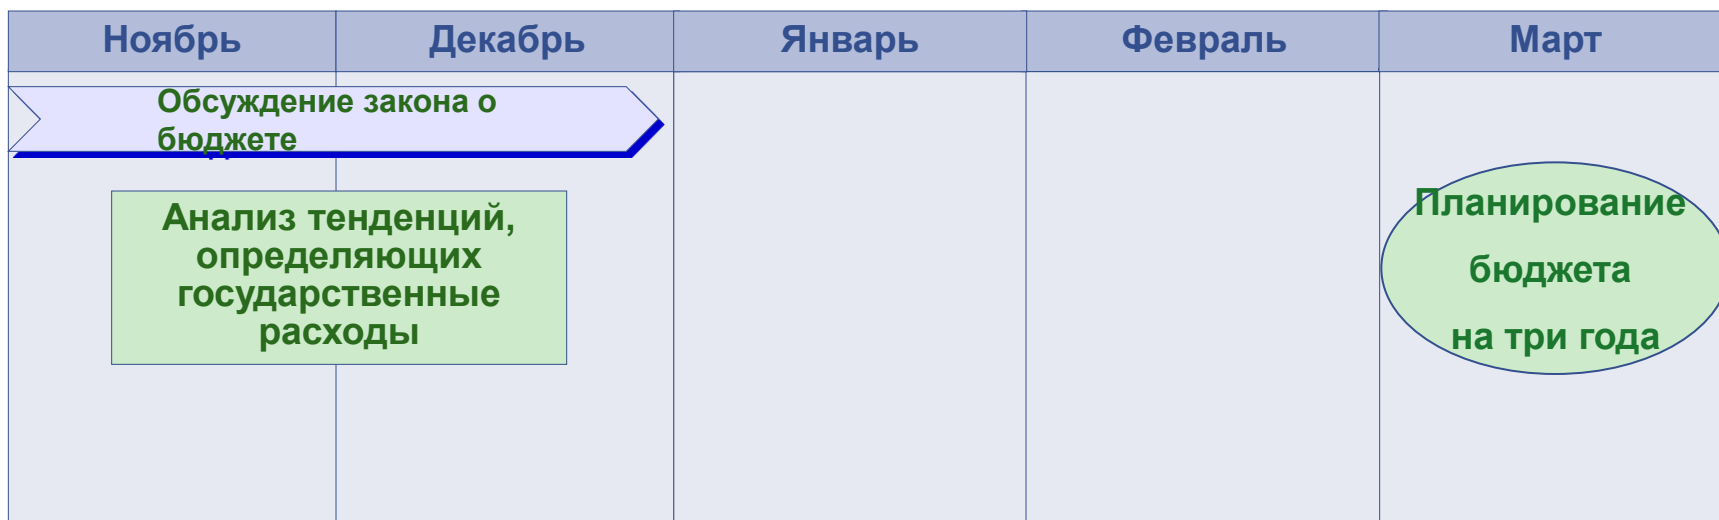 Ноябрь Декабрь Январь Февраль Март
Обсуждение закона о
бюджете
Анализ тенденций,
определяющих
государственные
расходы
Планирование
бюджета
на три года